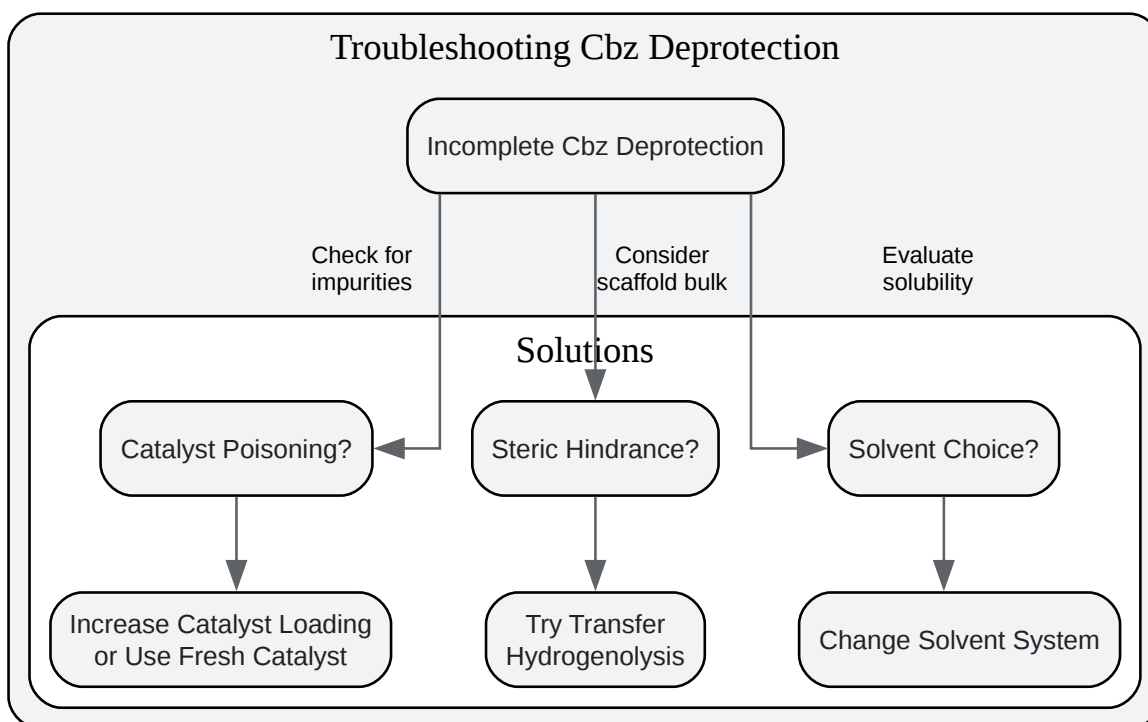 Troubleshooting Cbz Deprotection
Incomplete Cbz Deprotection
Check for
impurities
Consider
scaffold bulk
Evaluate
solubility
Solutions
Catalyst Poisoning?
Steric Hindrance?
Solvent Choice?
Increase Catalyst Loading
or Use Fresh Catalyst
Try Transfer
Hydrogenolysis
Change Solvent System